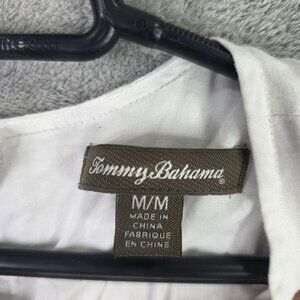 Tommy Bahama
M/M
MADE IN
CHINA
FABRIQUÉ
EN CHINE